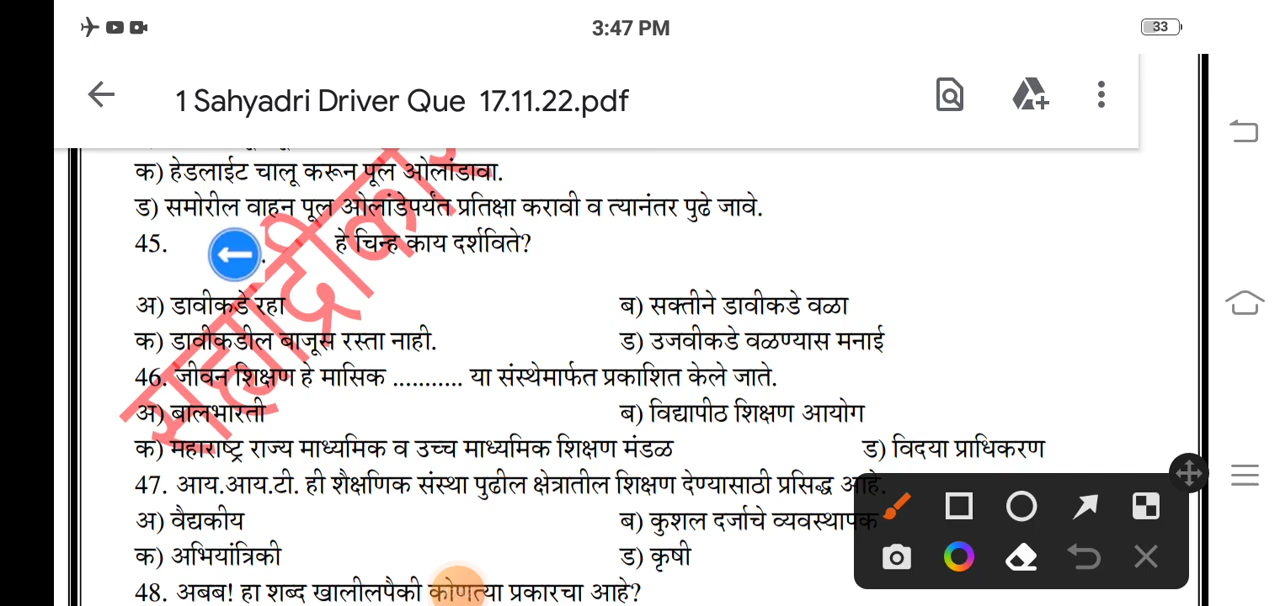 3:47 PM
33
1 Sahyadri Driver Que 17.11.22.pdf
क) हेडलाईट चालू करून पूल ओलांडावा.
ड) समोरील वाहन पूल ओलांडेपर्यंत प्रतिक्षा करावी व त्यानंतर पुढे जावे.
45. . हे चिन्ह काय दर्शविते?
अ) डावीकडे रहा ब) सक्तीने डावीकडे वळा
क) डावीकडील बाजूस रस्ता नाही. ड) उजवीकडे वळण्यास मनाई
46. जीवन शिक्षण हे मासिक ........... या संस्थेमार्फत प्रकाशित केले जाते.
अ) बालभारती ब) विद्यापीठ शिक्षण आयोग
क) महाराष्ट्र राज्य माध्यमिक व उच्च माध्यमिक शिक्षण मंडळ ड) विदया प्राधिकरण
47. आय.आय.टी. ही शैक्षणिक संस्था पुढील क्षेत्रातील शिक्षण देण्यासाठी प्रसिद्ध आहे.
अ) वैद्यकीय ब) कुशल दर्जाचे व्यवस्थापक
क) अभियांत्रिकी ड) कृषी
48. अबब! हा शब्द खालीलपैकी कोणत्या प्रकारचा आहे?